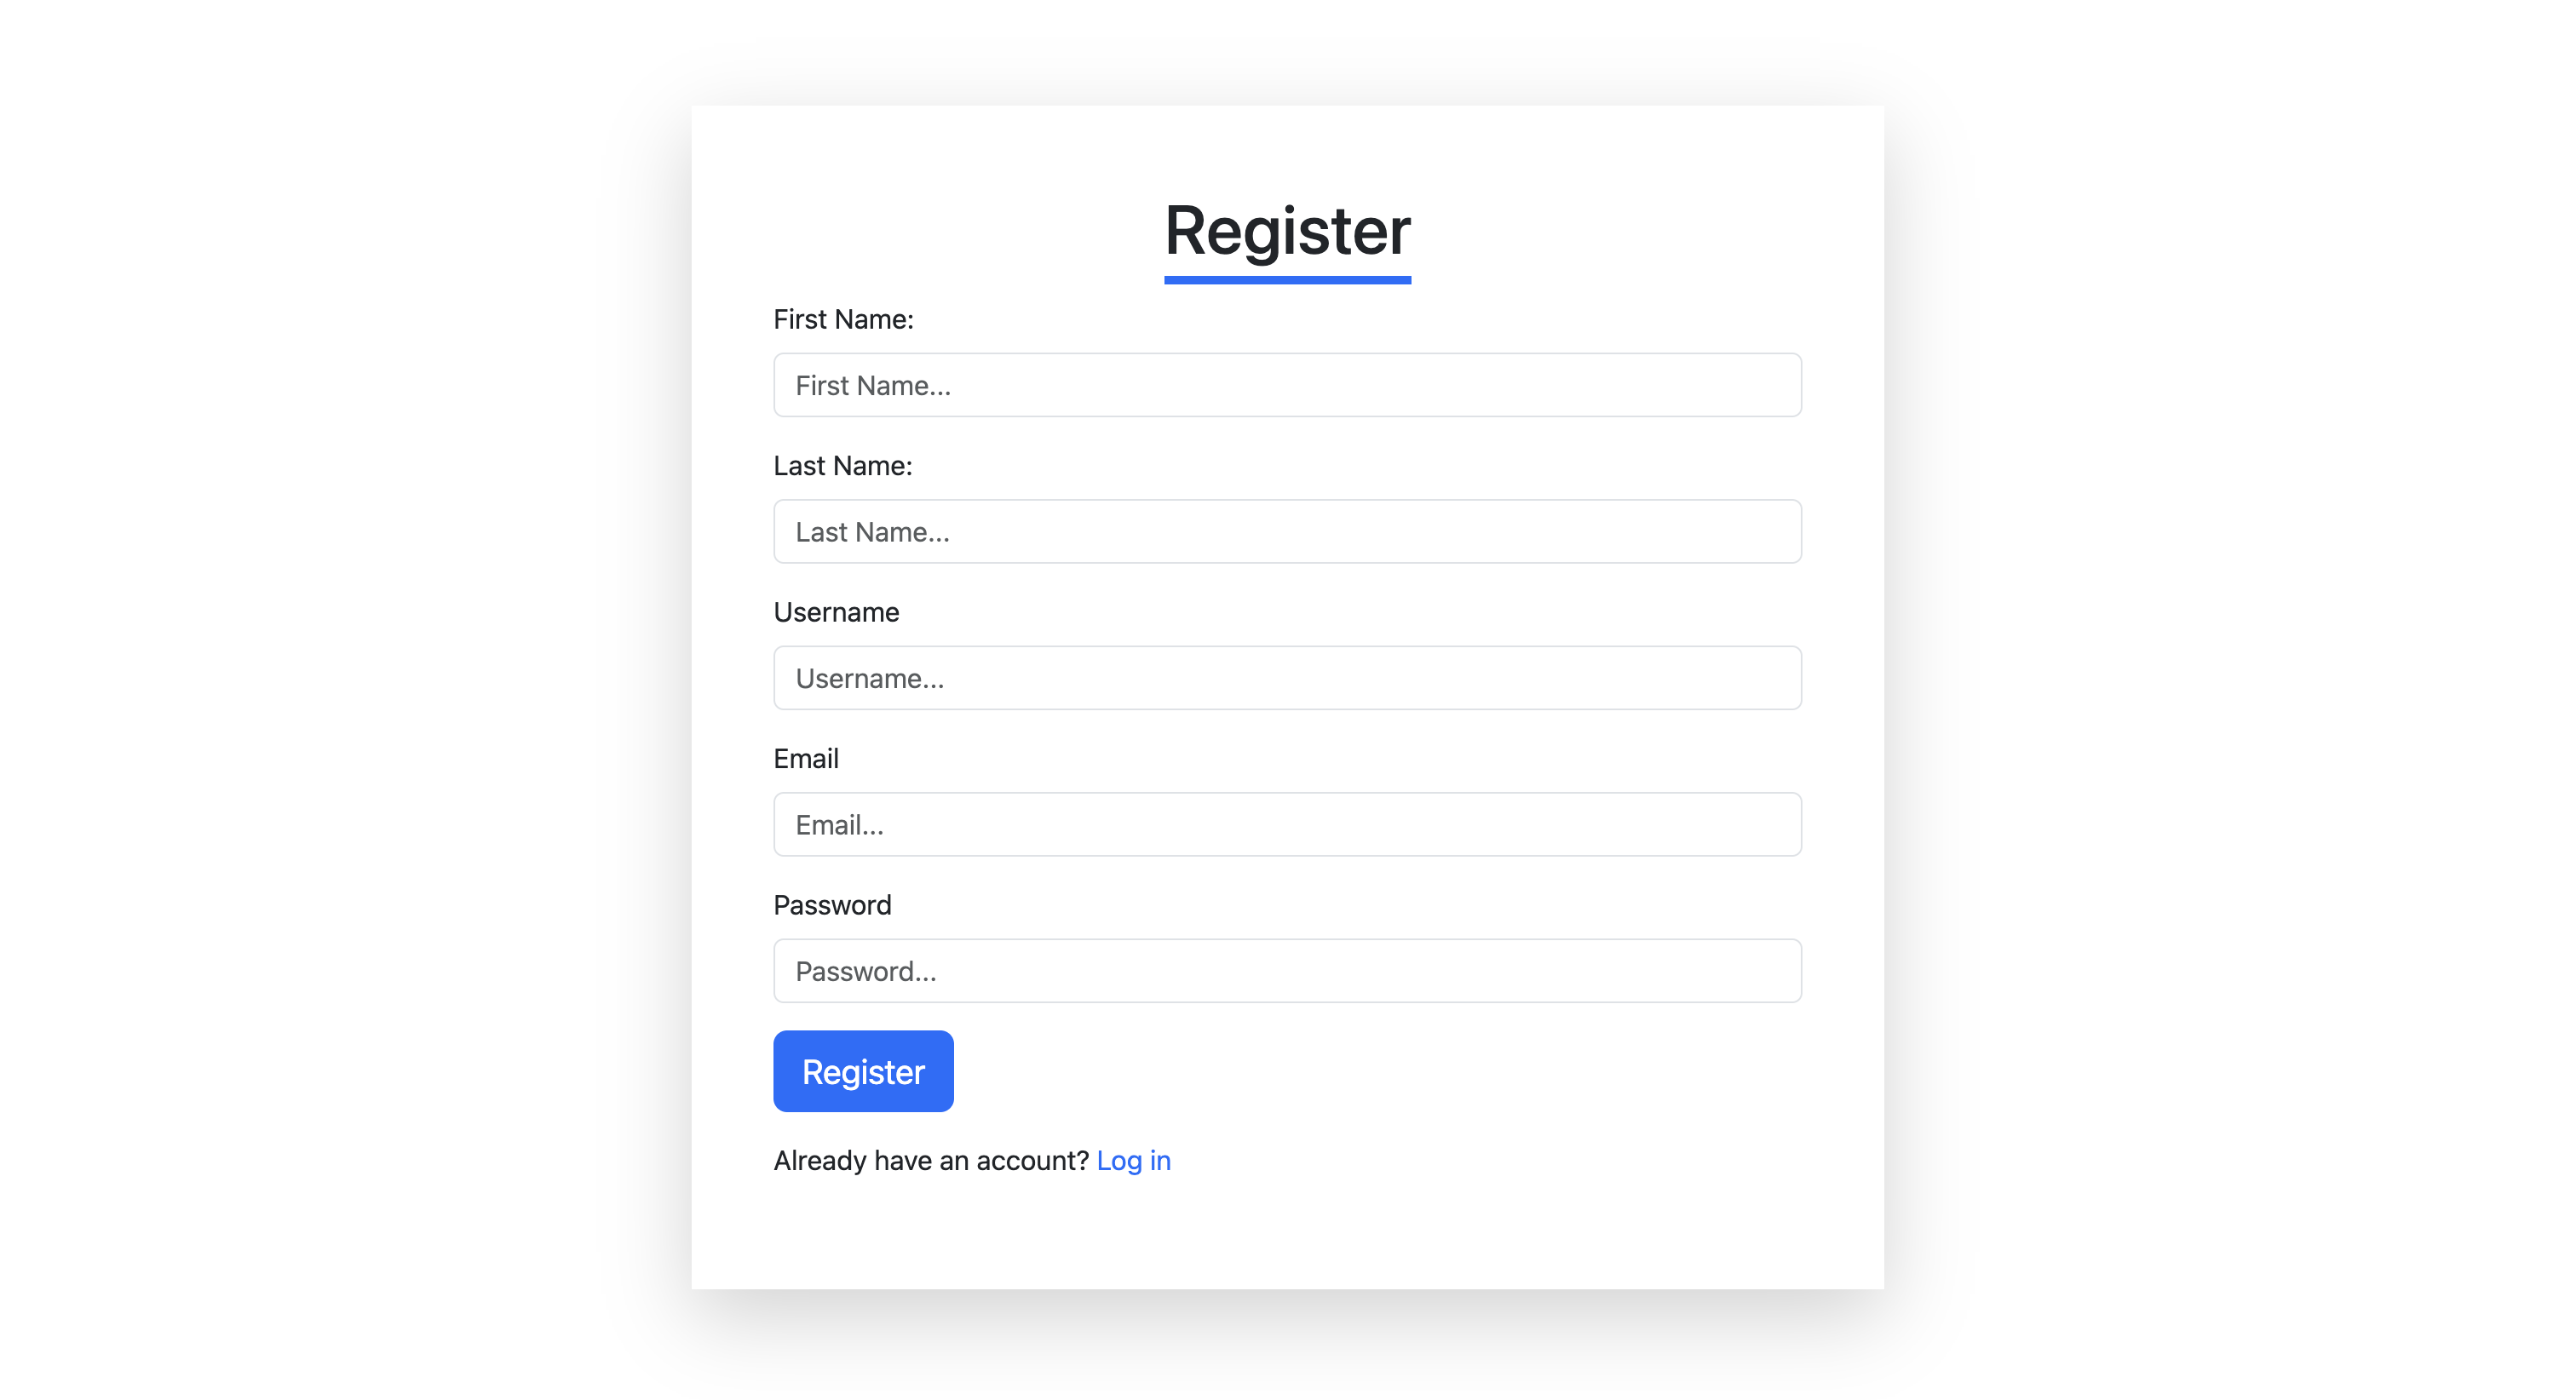 Register
First Name:
First Name...
Last Name:
Last Name...
Username
Username...
Email
Email...
Password
Password...
Register
Already have an account? Log in